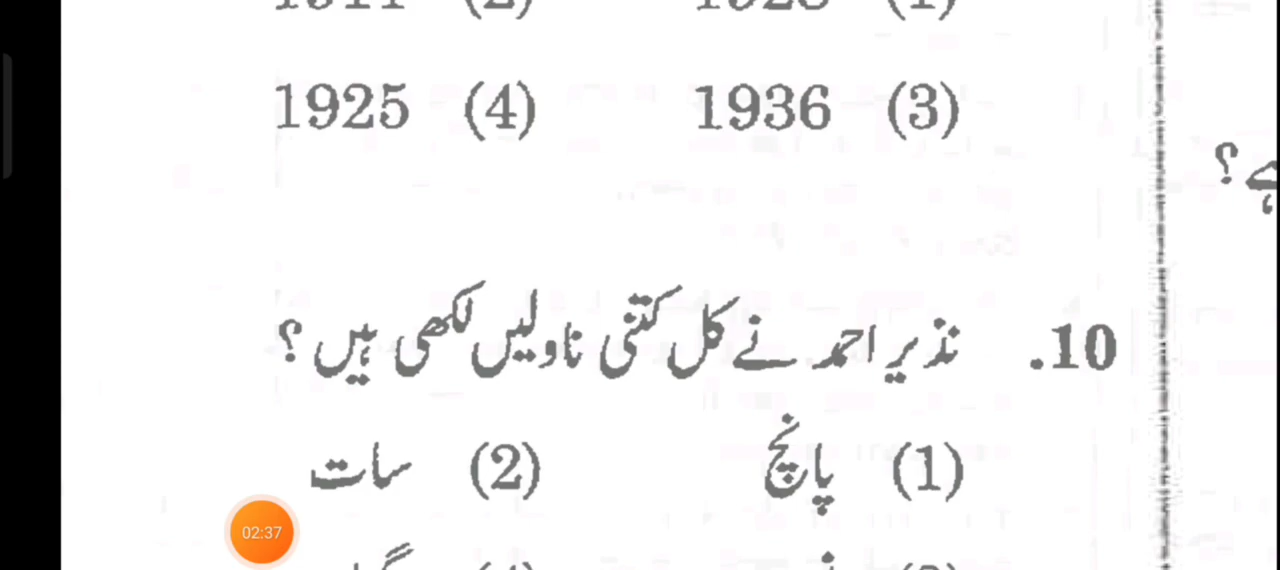 (3) 1936 (4) 1925
ہے؟
10. نذیر احمد نے کل کتنی ناولیں لکھی ہیں؟
(1) پانچ (2) سات
02:37